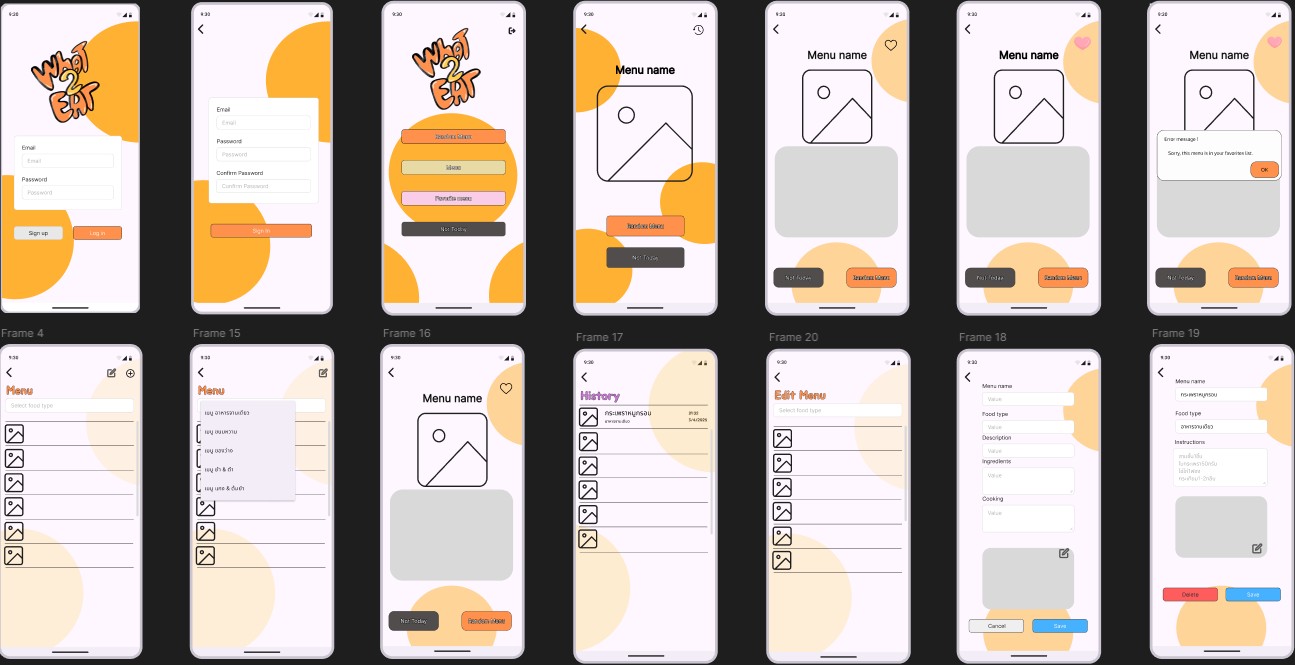 9:30
WHAT
2
EAT
Email
Email
Password
Password
Sign up
Log in
9:30
Email
Email
Password
Password
Confirm Password
Confirm Password
Sign in
9:30
WHAT
2
EAT
Random Menu
Menu
Favorite menu
Not Today
9:30
Menu name
Random Menu
Not Today
9:30
Menu name
Not Today
Random Menu
9:30
Menu name
Not Today
Random Menu
9:30
Menu name
Error message !
Sorry, this menu is in your favorites list.
OK
Not Today
Random Menu
Frame 4
9:30
Menu
Select food type
Frame 15
9:30
Menu
เมนู อาหารจานเดียว
เมนู ขนมหวาน
เมนู ของว่าง
เมนู ยำ & ตำ
เมนู แกง & ต้มยำ
Frame 16
9:30
Menu name
Not Today
Random Menu
Frame 17
9:30
History
กระเพราหมูกรอบ
อาหารจานเดียว
Frame 20
9:30
Edit Menu
Select food type
Frame 18
9:30
Menu name
Value
Food type
Value
Description
Value
Ingredients
Value
Cooking
Value
Cancel
Save
Frame 19
9:30
Menu name
กระเพราหมูกรอบ
Food type
อาหารจานเดียว
Instructions
Delete
Save